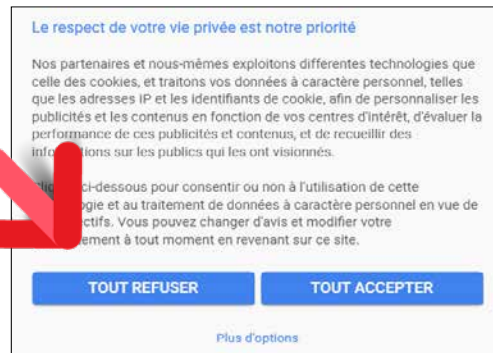 Le respect de votre vie privée est notre priorité
Nos partenaires et nous-mêmes exploitons differentes technologies que
celle des cookies, et traitons vos données à caractère personnel, telles
que les adresses IP et les identifiants de cookie, afin de personnaliser les
publicités et les contenus en fonction de vos centres d'intérêt, d'évaluer la
performance de ces publicités et contenus, et de recueillir des
sur les publics qui les ont visionnés.
ci-dessous pour consentir ou non à l'utilisation de cette
et au traitement de données à caractère personnel en vue de
Vous pouvez changer d'avis et modifier votre
à tout moment en revenant sur ce site.
TOUT REFUSER
TOUT ACCEPTER
Plus d'options